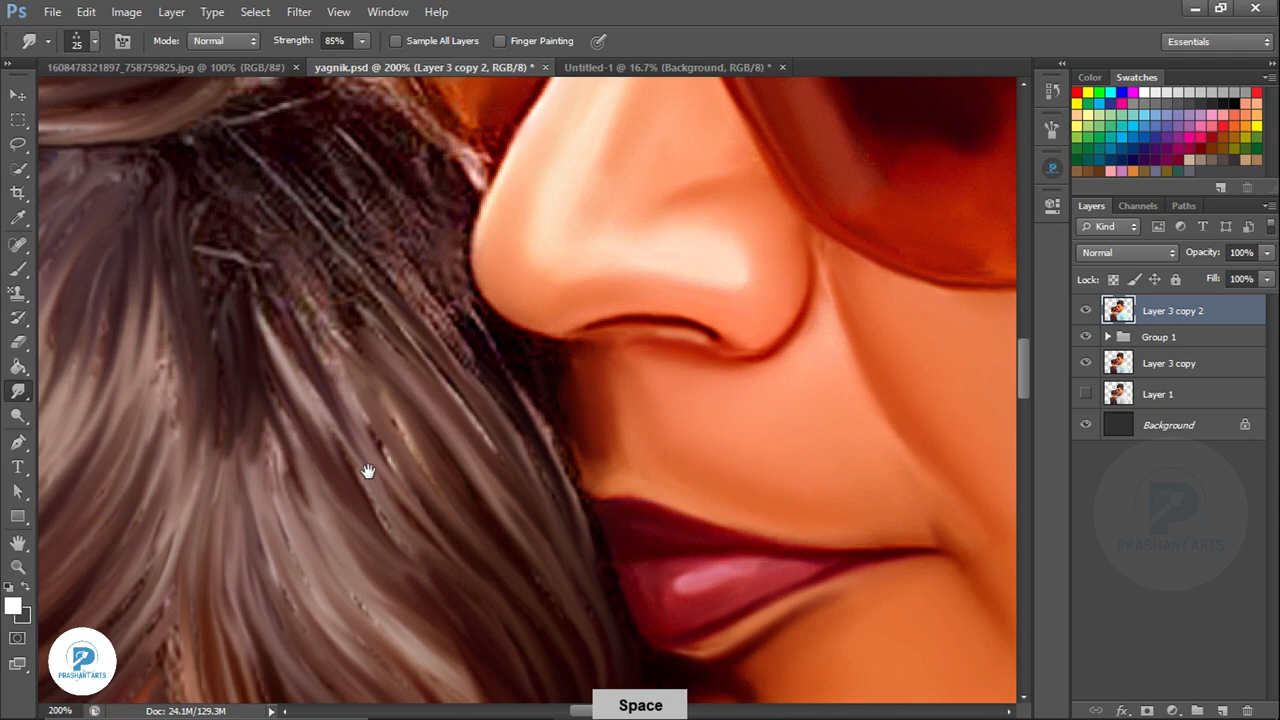 Ps File Edit Image Layer Type Select Filter View Window Help
25 Mode: Normal Strength: 85% Sample All Layers Finger Painting Essentials
1608478321897_758759825.jpg @ 100% (RGB/8#) × yagnik.psd @ 200% (Layer 3 copy 2, RGB/8) * × Untitled-1 @ 16.7% (Background, RGB/8) * ×
Color Swatches
Layers Channels Paths
Kind
Normal Opacity: 100%
Lock: Fill: 100%
Layer 3 copy 2
Group 1
Layer 3 copy
Layer 1
Background
PRASHANT ARTS
PRASHANT ARTS
Space
200% Doc: 24.1M/129.3M